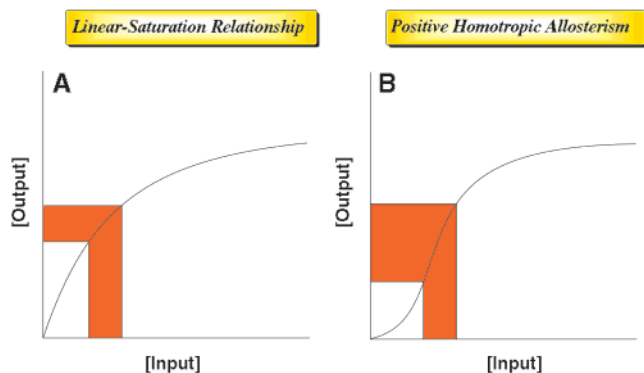 Linear-Saturation Relationship
Positive Homotropic Allosterism
A
B
[Output]
[Output]
[Input]
[Input]